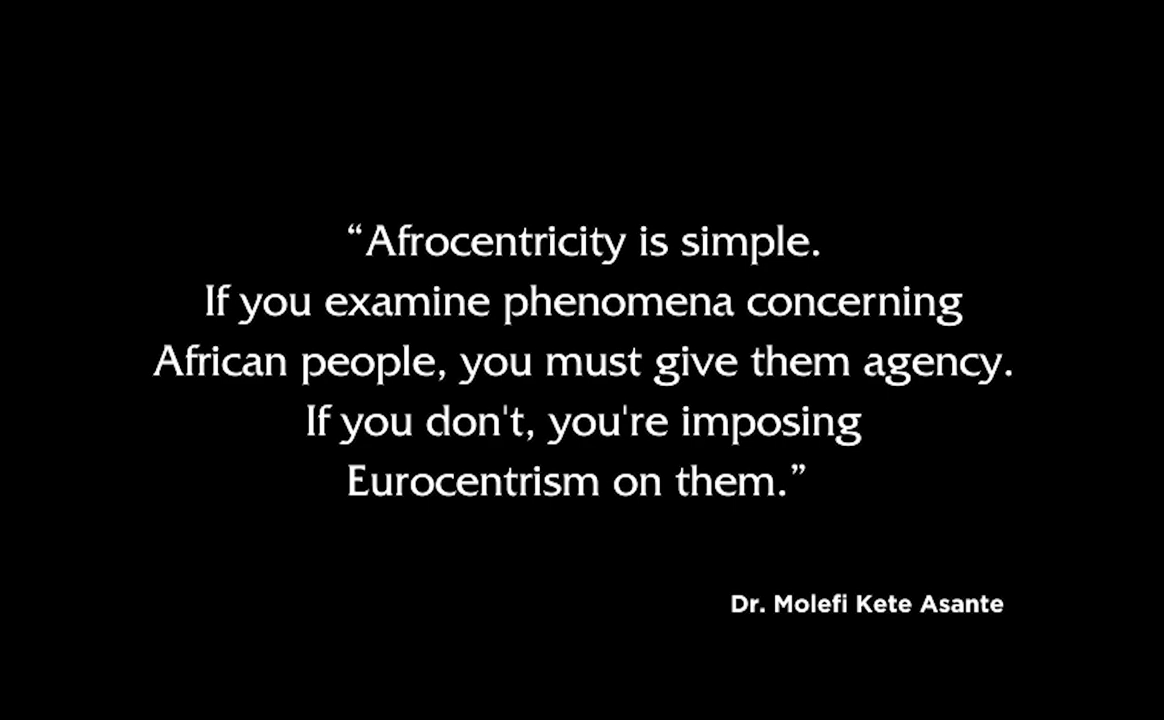 “Afrocentricity is simple.
If you examine phenomena concerning
African people, you must give them agency.
If you don't, you're imposing
Eurocentrism on them.”
Dr. Molefi Kete Asante